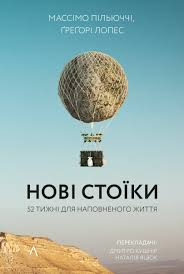 МАССІМО ПІЛЬЮЧЧІ,
ҐРЕҐОРІ ЛОПЕС
НОВІ СТОЇКИ
52 ТИЖНІ ДЛЯ НАПОВНЕНОГО ЖИТТЯ
ПЕРЕКЛАДАЧІ
ДМИТРО КУШНІР
НАТАЛІЯ ЯЦЮК